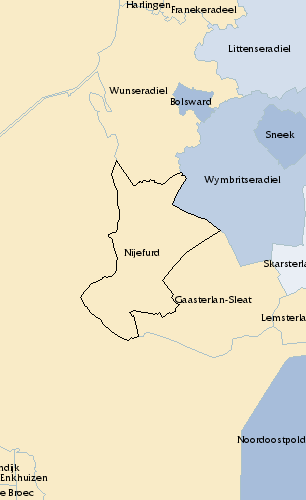 Harlingen
Franekeradeel
Littenseradiel
Wunseradiel
Bolsward
Sneek
Wymbritseradiel
Nijefurd
Skarsterla
Gaasterlan-Sleat
Lemsterla
Noordoostpold
ndijk
Enkhuizen
e Broec